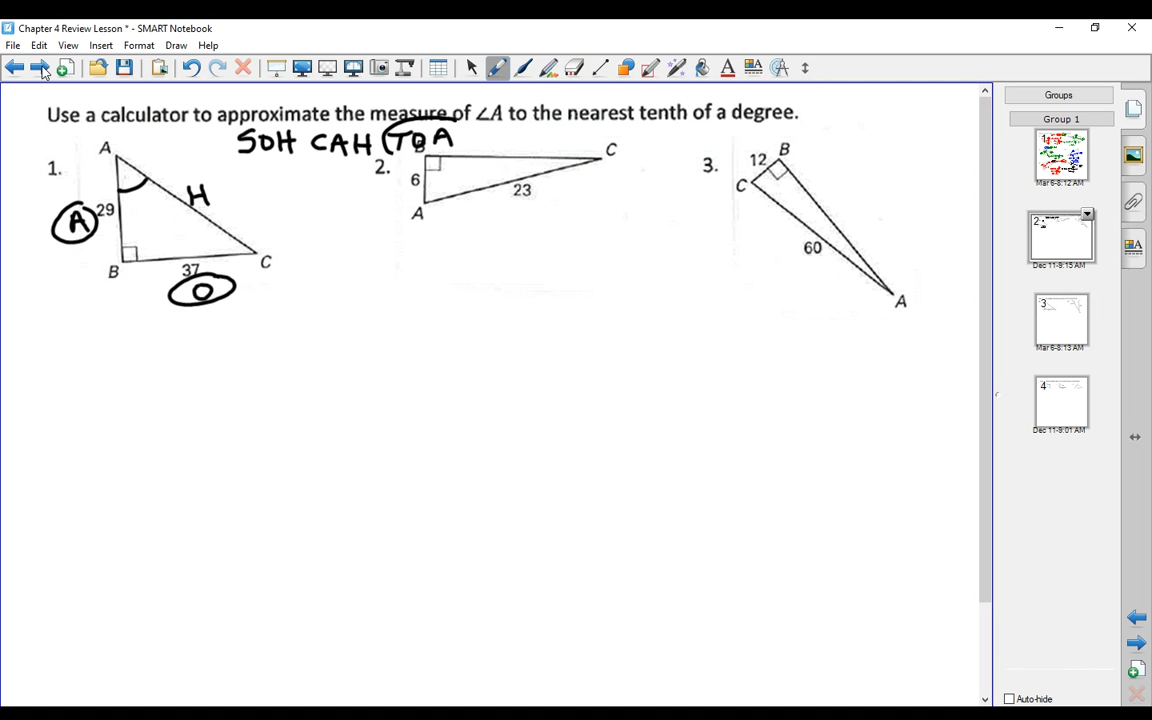 Chapter 4 Review Lesson * - SMART Notebook
File Edit View Insert Format Draw Help
Use a calculator to approximate the measure of ∠A to the nearest tenth of a degree.
SOH CAH TOA
1.
A
A
29
H
B
37
C
O
2.
B
C
6
23
A
3.
12
B
C
60
A
Groups
Group 1
1
Mar 6-8:12 AM
2
Dec 11-9:15 AM
3
Mar 6-8:13 AM
4
Dec 11-9:01 AM
Auto-hide